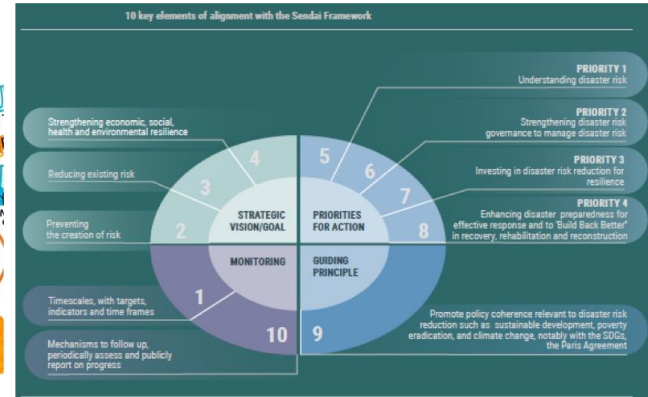 10 key elements of alignment with the Sendai Framework
PRIORITY 1
Understanding disaster risk
PRIORITY 2
Strengthening disaster risk
governance to manage disaster risk
PRIORITY 3
Investing in disaster risk reduction for
resilience
PRIORITY 4
Enhancing disaster preparedness for
effective response and to "Build Back Better"
in recovery, rehabilitation and reconstruction
Strengthening economic, social,
health and environmental resilience
Reducing existing risk
Preventing
the creation of risk
4
3
2
5
6
7
8
STRATEGIC
VISION/GOAL
PRIORITIES
FOR ACTION
MONITORING
GUIDING
PRINCIPLE
1
10
9
Timescales, with targets,
indicators and time frames
Mechanisms to follow up,
periodically assess and publicly
report on progress
Promote policy coherence relevant to disaster risk
reduction such as sustainable development, poverty
eradication, and climate change, notably with the SDGs,
the Paris Agreement